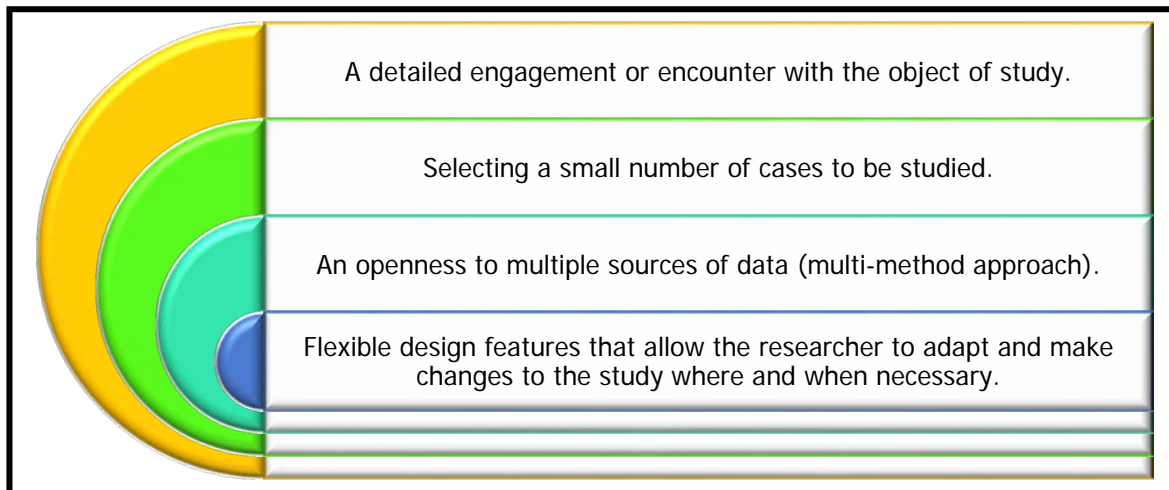 A detailed engagement or encounter with the object of study.
Selecting a small number of cases to be studied.
An openness to multiple sources of data (multi-method approach).
Flexible design features that allow the researcher to adapt and make
changes to the study where and when necessary.